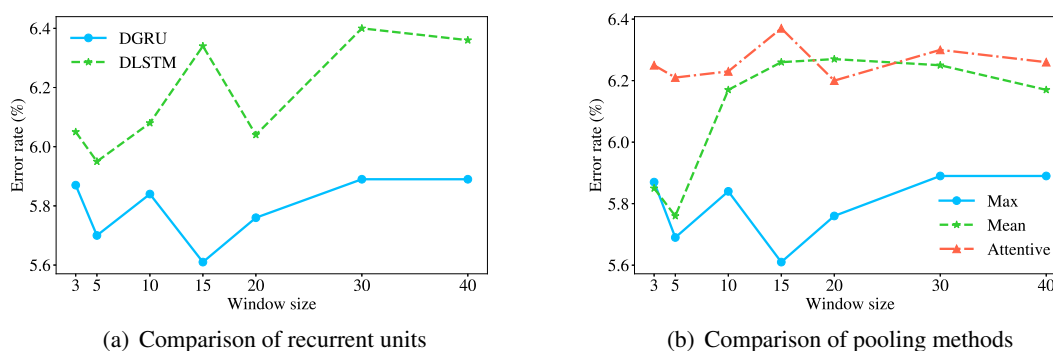 6.4
6.2
6.0
5.8
5.6
Error rate (%)
DGRU
DLSTM
3 5 10 15 20 30 40
Window size
(a) Comparison of recurrent units
6.4
6.2
6.0
5.8
5.6
Error rate (%)
Max
Mean
Attentive
3 5 10 15 20 30 40
Window size
(b) Comparison of pooling methods